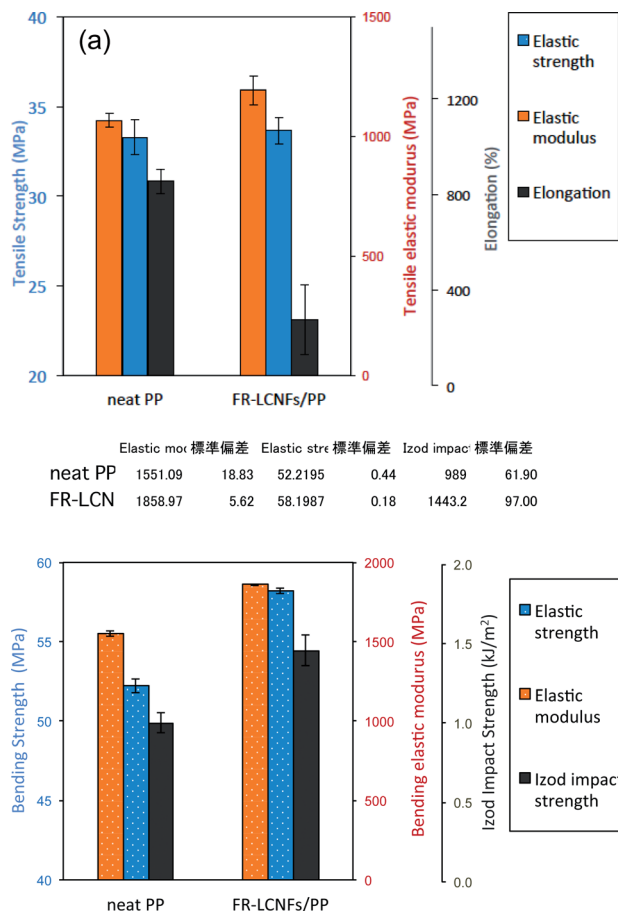 (a)
Tensile Strength (MPa)
40
35
30
25
20
1500
1000
500
0
Tensile elastic modurus (MPa)
1200
800
400
0
Elongation (%)
Elastic
strength
Elastic
modulus
Elongation
neat PP
FR-LCNFs/PP
Elastic moc 標準偏差 Elastic stre 標準偏差 Izod impact 標準偏差
neat PP 1551.09 18.83 52.2195 0.44 989 61.90
FR-LCN 1858.97 5.62 58.1987 0.18 1443.2 97.00
Bending Strength (MPa)
60
55
50
45
40
2000
1500
1000
500
0
Bending elastic modurus (MPa)
2.0
1.5
1.0
0.5
0.0
Izod Impact Strength (kJ/m²)
Elastic
strength
Elastic
modulus
Izod impact
strength
neat PP
FR-LCNFs/PP